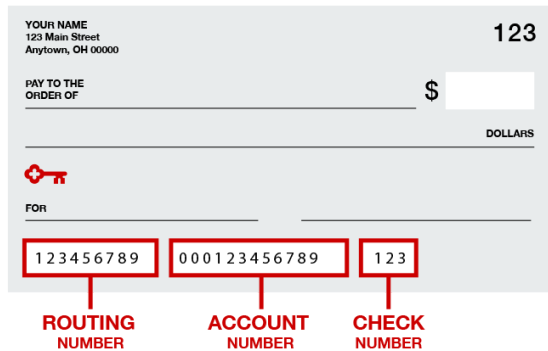 YOUR NAME
123 Main Street
Anytown, OH 00000
123
PAY TO THE
ORDER OF
$
DOLLARS
FOR
123456789 000123456789 123
ROUTING NUMBER
ACCOUNT NUMBER
CHECK NUMBER